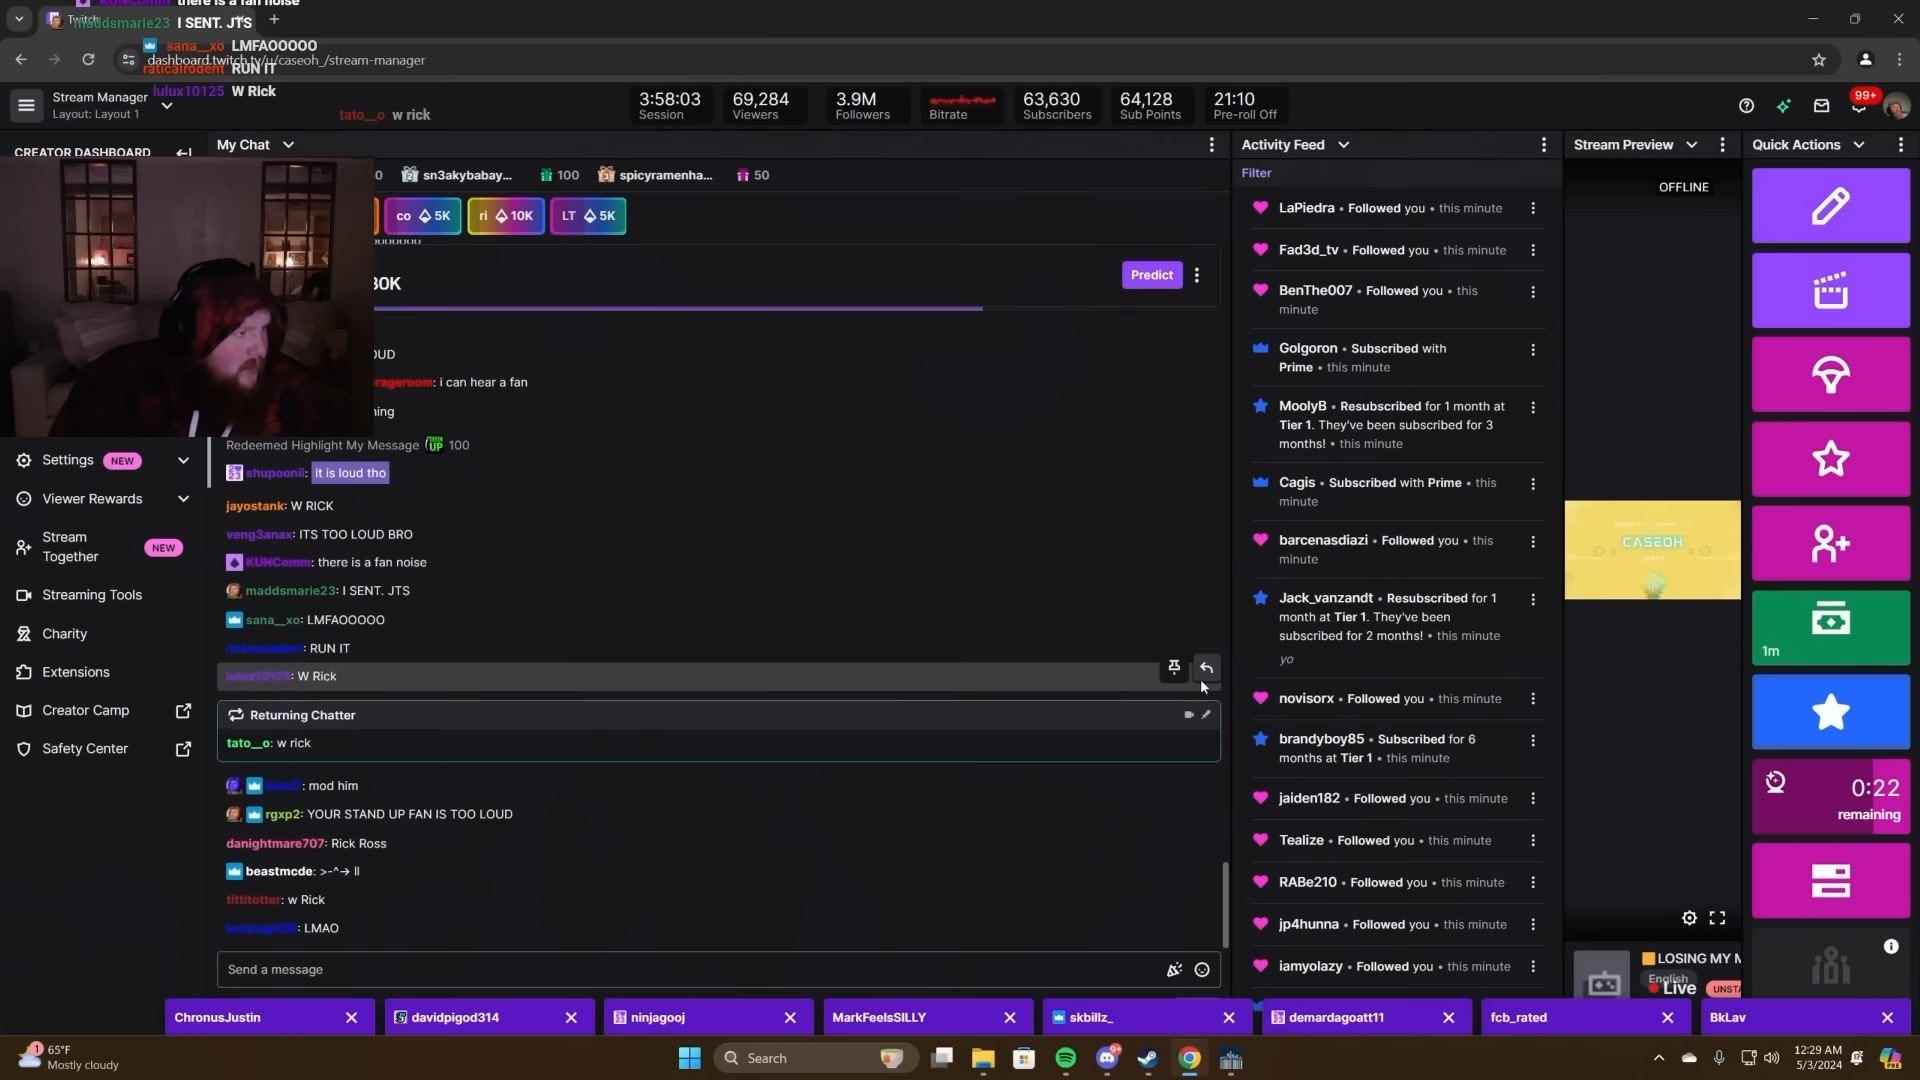 there is a fan noise
Twitch
maddsmarie23 I SENT. JTS
sana__xo LMFAOOOOO
dashboard.twitch.tv/u/caseoh_/stream-manager
raticalrodent RUN IT
lulux10125 W Rick
tato__o w rick
Stream Manager
Layout: Layout 1
3:58:03
Session
69,284
Viewers
3.9M
Followers
Bitrate
63,630
Subscribers
64,128
Sub Points
21:10
Pre-roll Off
99+
CREATOR DASHBOARD
Settings NEW
Viewer Rewards
Stream Together NEW
Streaming Tools
Charity
Extensions
Creator Camp
Safety Center
My Chat
0 sn3akybabay... 100 spicyramenha... 50
co 5K
ri 10K
LT 5K
Predict
rageroom: i can hear a fan
Redeemed Highlight My Message 100
shupoonii: it is loud tho
jayostank: W RICK
veng3anax: ITS TOO LOUD BRO
KUNComm: there is a fan noise
maddsmarie23: I SENT. JTS
sana__xo: LMFAOOOOO
raticalrodent: RUN IT
lulux10125: W Rick
Returning Chatter
tato__o: w rick
: mod him
rgxp2: YOUR STAND UP FAN IS TOO LOUD
danightmare707: Rick Ross
beastmcde: >-^-> ||
tittitotter: w Rick
: LMAO
Send a message
Activity Feed
Filter
LaPiedra • Followed you • this minute
Fad3d_tv • Followed you • this minute
BenThe007 • Followed you • this
minute
Golgoron • Subscribed with
Prime • this minute
MoolyB • Resubscribed for 1 month at
Tier 1. They've been subscribed for 3
months! • this minute
Cagis • Subscribed with Prime • this
minute
barcenasdiazi • Followed you • this
minute
Jack_vanzandt • Resubscribed for 1
month at Tier 1. They've been
subscribed for 2 months! • this minute
yo
novisorx • Followed you • this minute
brandyboy85 • Subscribed for 6
months at Tier 1 • this minute
jaiden182 • Followed you • this minute
Tealize • Followed you • this minute
RABe210 • Followed you • this minute
jp4hunna • Followed you • this minute
iamyolazy • Followed you • this minute
Stream Preview
OFFLINE
CASEOH
LOSING MY M
English
Live
UNSTA
Quick Actions
1m
0:22
remaining
ChronusJustin
davidpigod314
ninjagooj
MarkFeelsSILLY
skbillz_
demardagoatt11
fcb_rated
BkLav
1
65°F
Mostly cloudy
Search
9+
12:29 AM
5/3/2024